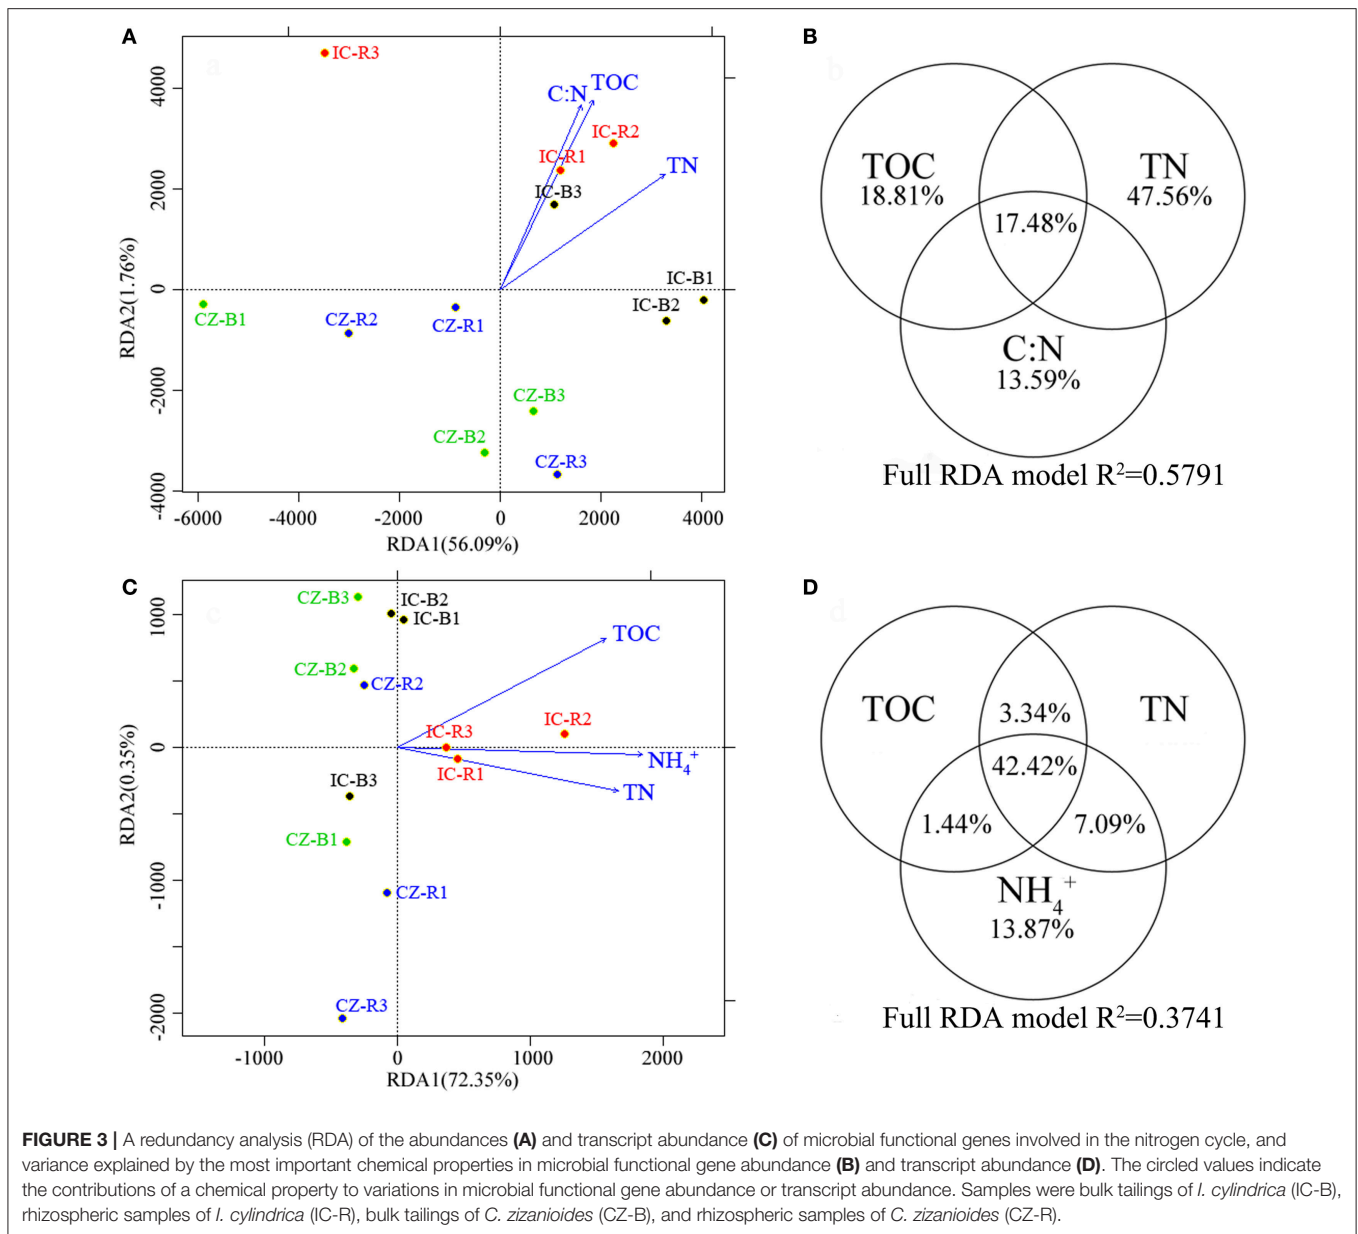 A
a
IC-R3
C:N
TOC
IC-R2
IC-R1
TN
IC-B3
IC-B1
IC-B2
CZ-B1
CZ-R2
CZ-R1
CZ-B3
CZ-B2
CZ-R3
4000
2000
0
-2000
-4000
RDA2(1.76%)
-6000 -4000 -2000 0 2000 4000
RDA1(56.09%)
B
b
TOC
18.81%
TN
47.56%
17.48%
C:N
13.59%
Full RDA model R²=0.5791
C
c
CZ-B3
IC-B2
IC-B1
TOC
CZ-B2
CZ-R2
IC-R3
IC-R2
NH₄⁺
IC-R1
TN
IC-B3
CZ-B1
CZ-R1
CZ-R3
1000
0
-1000
-2000
RDA2(0.35%)
-1000 0 1000 2000
RDA1(72.35%)
D
d
TOC
TN
3.34%
42.42%
1.44%
7.09%
NH₄⁺
13.87%
Full RDA model R²=0.3741
FIGURE 3 | A redundancy analysis (RDA) of the abundances (A) and transcript abundance (C) of microbial functional genes involved in the nitrogen cycle, and
variance explained by the most important chemical properties in microbial functional gene abundance (B) and transcript abundance (D). The circled values indicate
the contributions of a chemical property to variations in microbial functional gene abundance or transcript abundance. Samples were bulk tailings of I. cylindrica (IC-B),
rhizospheric samples of I. cylindrica (IC-R), bulk tailings of C. zizanioides (CZ-B), and rhizospheric samples of C. zizanioides (CZ-R).